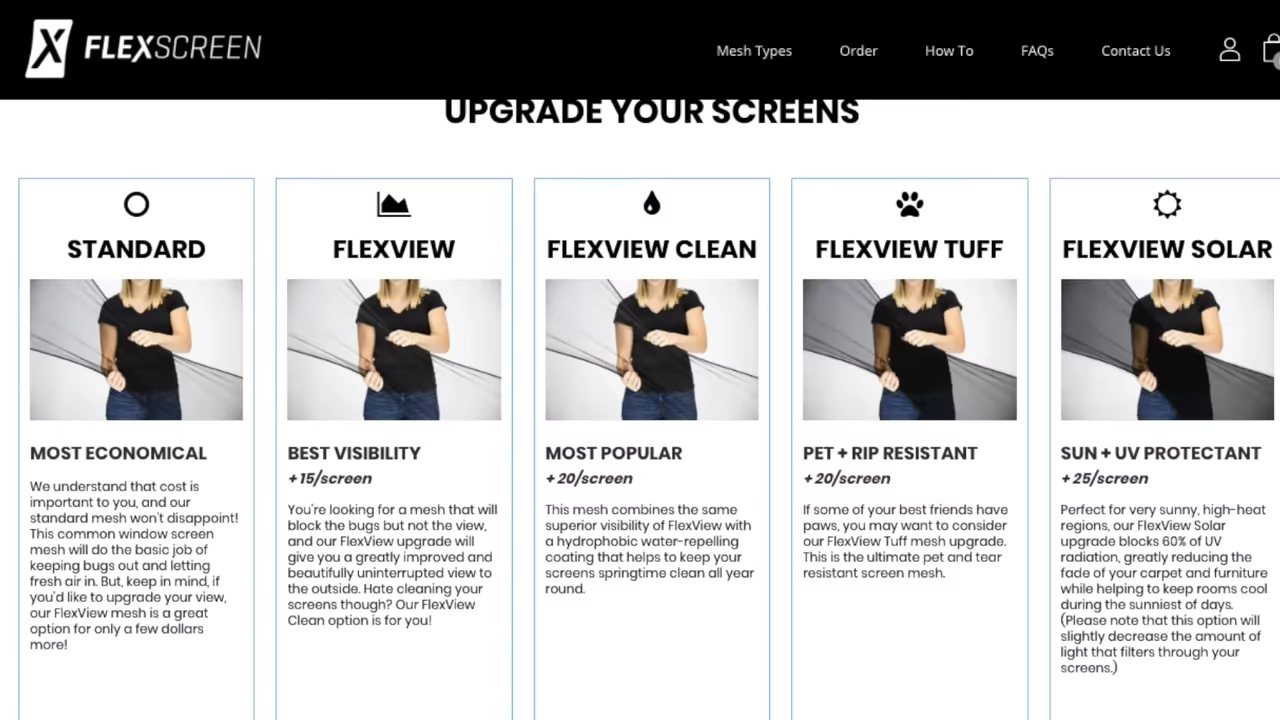 FLEXSCREEN
Mesh Types
Order
How To
FAQs
Contact Us
UPGRADE YOUR SCREENS
STANDARD
MOST ECONOMICAL
We understand that cost is
important to you, and our
standard mesh won't disappoint!
This common window screen
mesh will do the basic job of
keeping bugs out and letting
fresh air in. But, keep in mind, if
you'd like to upgrade your view,
our FlexView mesh is a great
option for only a few dollars
more!
FLEXVIEW
BEST VISIBILITY
+ 15/screen
You're looking for a mesh that will
block the bugs but not the view,
and our FlexView upgrade will
give you a greatly improved and
beautifully uninterrupted view to
the outside. Hate cleaning your
screens though? Our FlexView
Clean option is for you!
FLEXVIEW CLEAN
MOST POPULAR
+ 20/screen
This mesh combines the same
superior visibility of FlexView with
a hydrophobic water-repelling
coating that helps to keep your
screens springtime clean all year
round.
FLEXVIEW TUFF
PET + RIP RESISTANT
+ 20/screen
If some of your best friends have
paws, you may want to consider
our FlexView Tuff mesh upgrade.
This is the ultimate pet and tear
resistant screen mesh.
FLEXVIEW SOLAR
SUN + UV PROTECTANT
+ 25/screen
Perfect for very sunny, high-heat
regions, our FlexView Solar
upgrade blocks 60% of UV
radiation, greatly reducing the
fade of your carpet and furniture
while helping to keep rooms cool
during the sunniest of days.
(Please note that this option will
slightly decrease the amount of
light that filters through your
screens.)